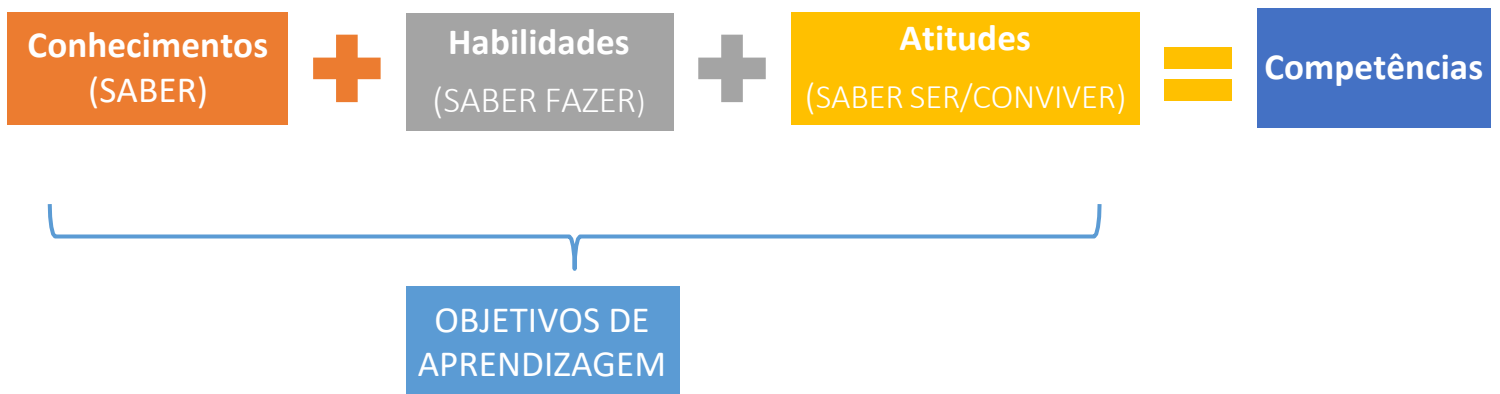 Conhecimentos
(SABER)
Habilidades
(SABER FAZER)
Atitudes
(SABER SER/CONVIVER)
Competências
OBJETIVOS DE
APRENDIZAGEM